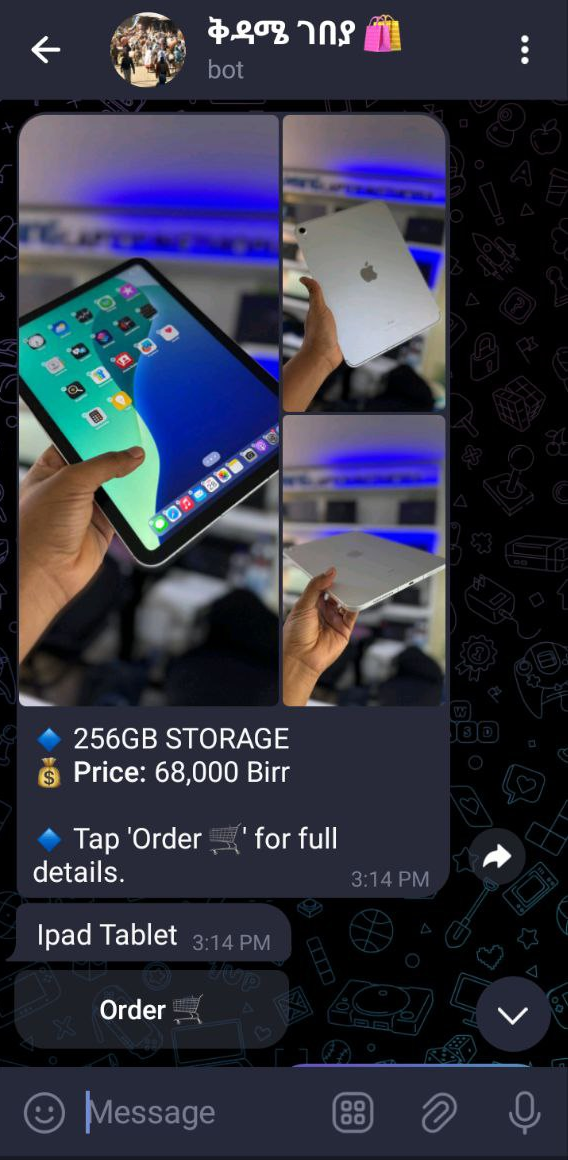 ቅዳሜ ገበያ 🛍️
bot
🔷 256GB STORAGE
💰 Price: 68,000 Birr
🔷 Tap 'Order 🛒' for full
details.
3:14 PM
Ipad Tablet 3:14 PM
Order 🛒
Message